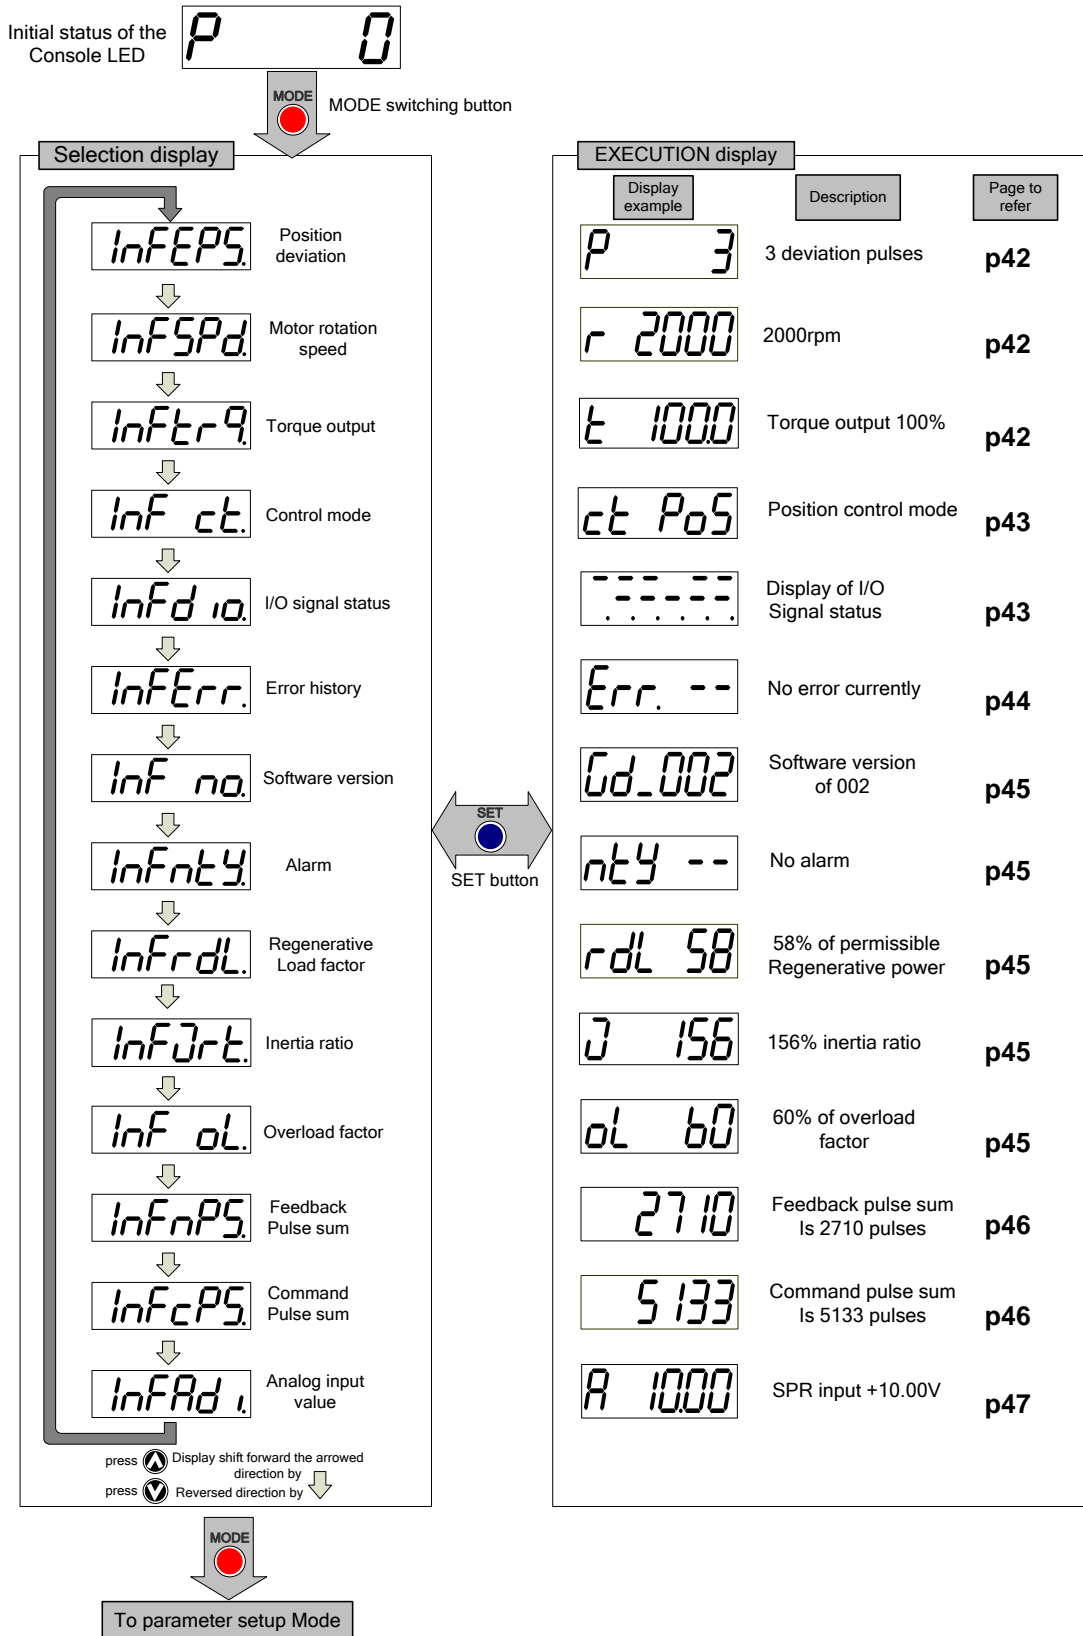 Initial status of the
Console LED
P 0
MODE
MODE switching button
Selection display
InFEPS.
Position
deviation
InFSPd.
Motor rotation
speed
InFtrq.
Torque output
InF ct.
Control mode
InFd io.
I/O signal status
InFErr.
Error history
InF no.
Software version
InFntY.
Alarm
InFrdL.
Regenerative
Load factor
InFJrt.
Inertia ratio
InF oL.
Overload factor
InFnPS.
Feedback
Pulse sum
InFcPS.
Command
Pulse sum
InFAd i.
Analog input
value
press Display shift forward the arrowed
direction by
press Reversed direction by
MODE
To parameter setup Mode
SET
SET button
EXECUTION display
Display
example
Description
Page to
refer
P 3
3 deviation pulses
p42
r 2000
2000rpm
p42
t 100.0
Torque output 100%
p42
ct PoS
Position control mode
p43
Display of I/O
Signal status
p43
Err. --
No error currently
p44
Gd_002
Software version
of 002
p45
ntY --
No alarm
p45
rdL 58
58% of permissible
Regenerative power
p45
J 156
156% inertia ratio
p45
oL 60
60% of overload
factor
p45
2710
Feedback pulse sum
Is 2710 pulses
p46
5133
Command pulse sum
Is 5133 pulses
p46
A 10.00
SPR input +10.00V
p47